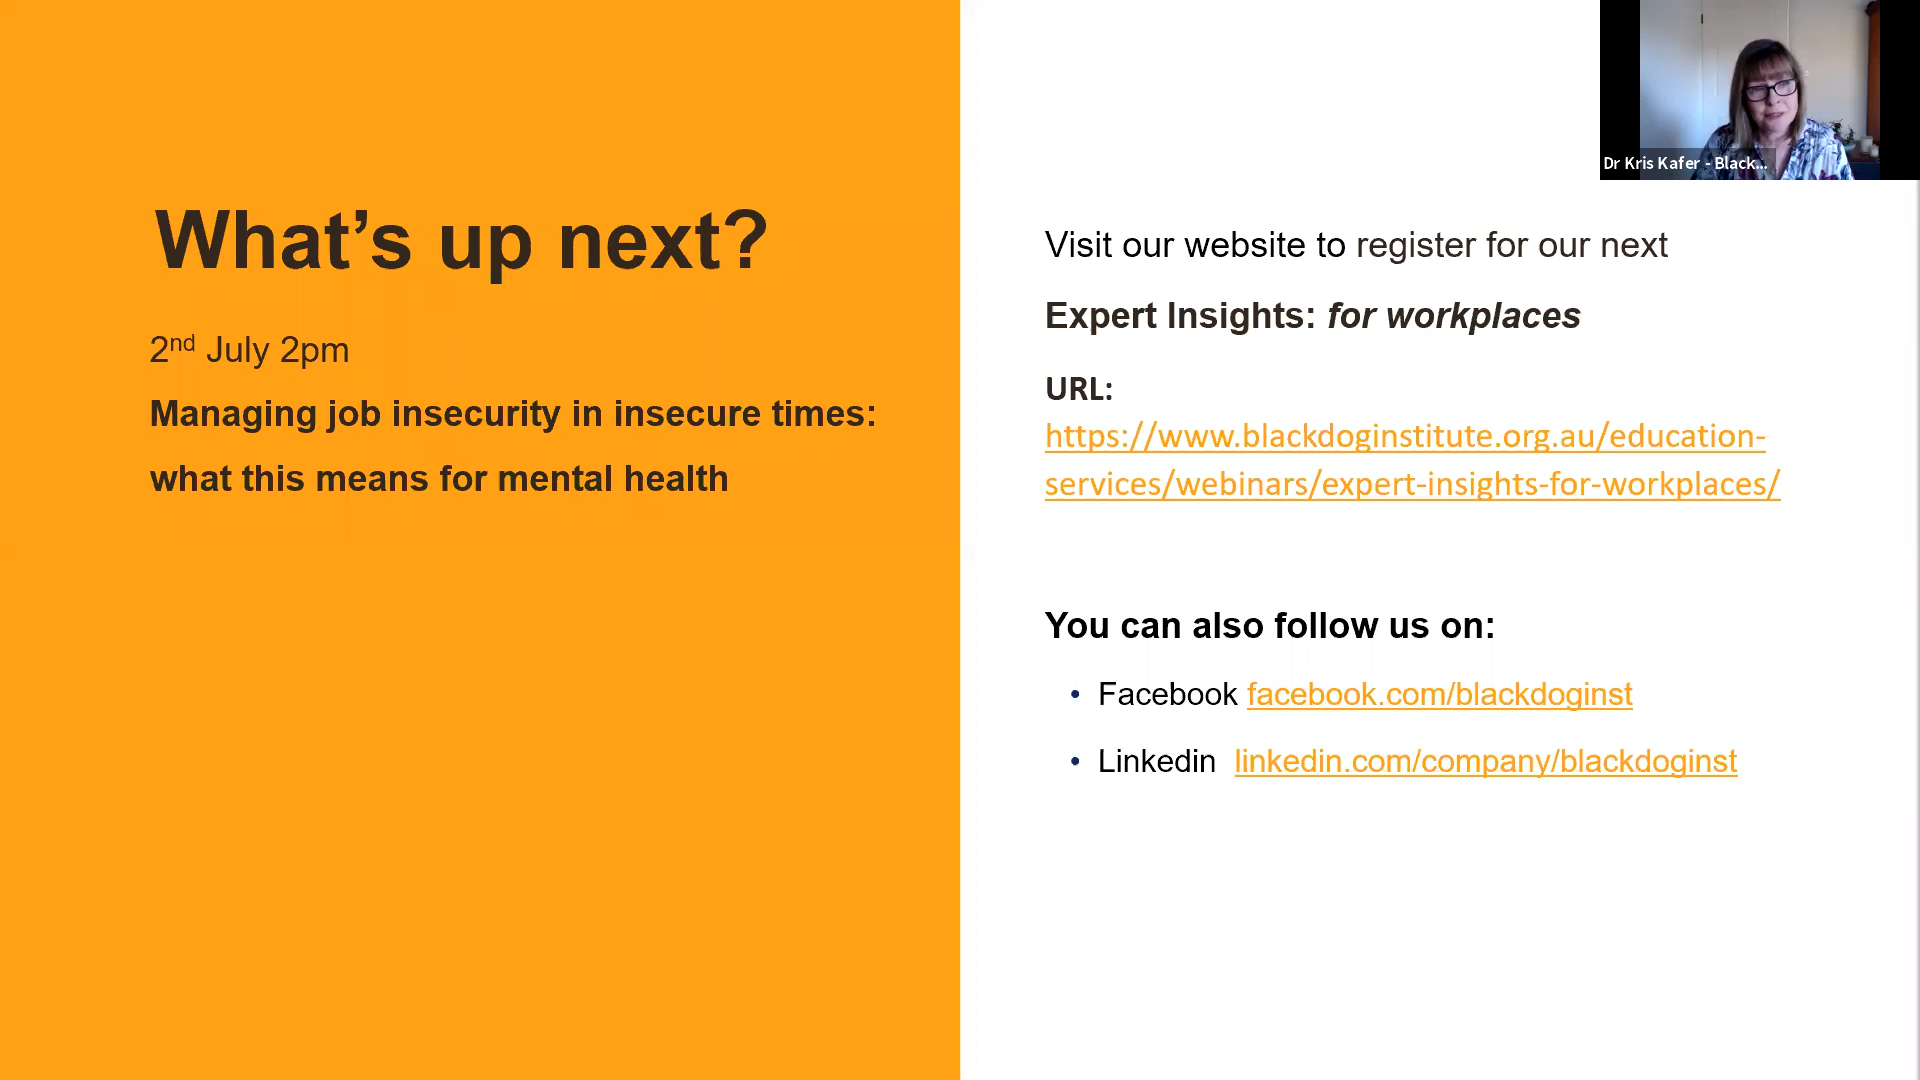 What’s up next?
2nd July 2pm
Managing job insecurity in insecure times:
what this means for mental health
Dr Kris Kafer - Black...
Visit our website to register for our next
Expert Insights: for workplaces
URL:
https://www.blackdoginstitute.org.au/education-
services/webinars/expert-insights-for-workplaces/
You can also follow us on:
• Facebook facebook.com/blackdoginst
• Linkedin linkedin.com/company/blackdoginst